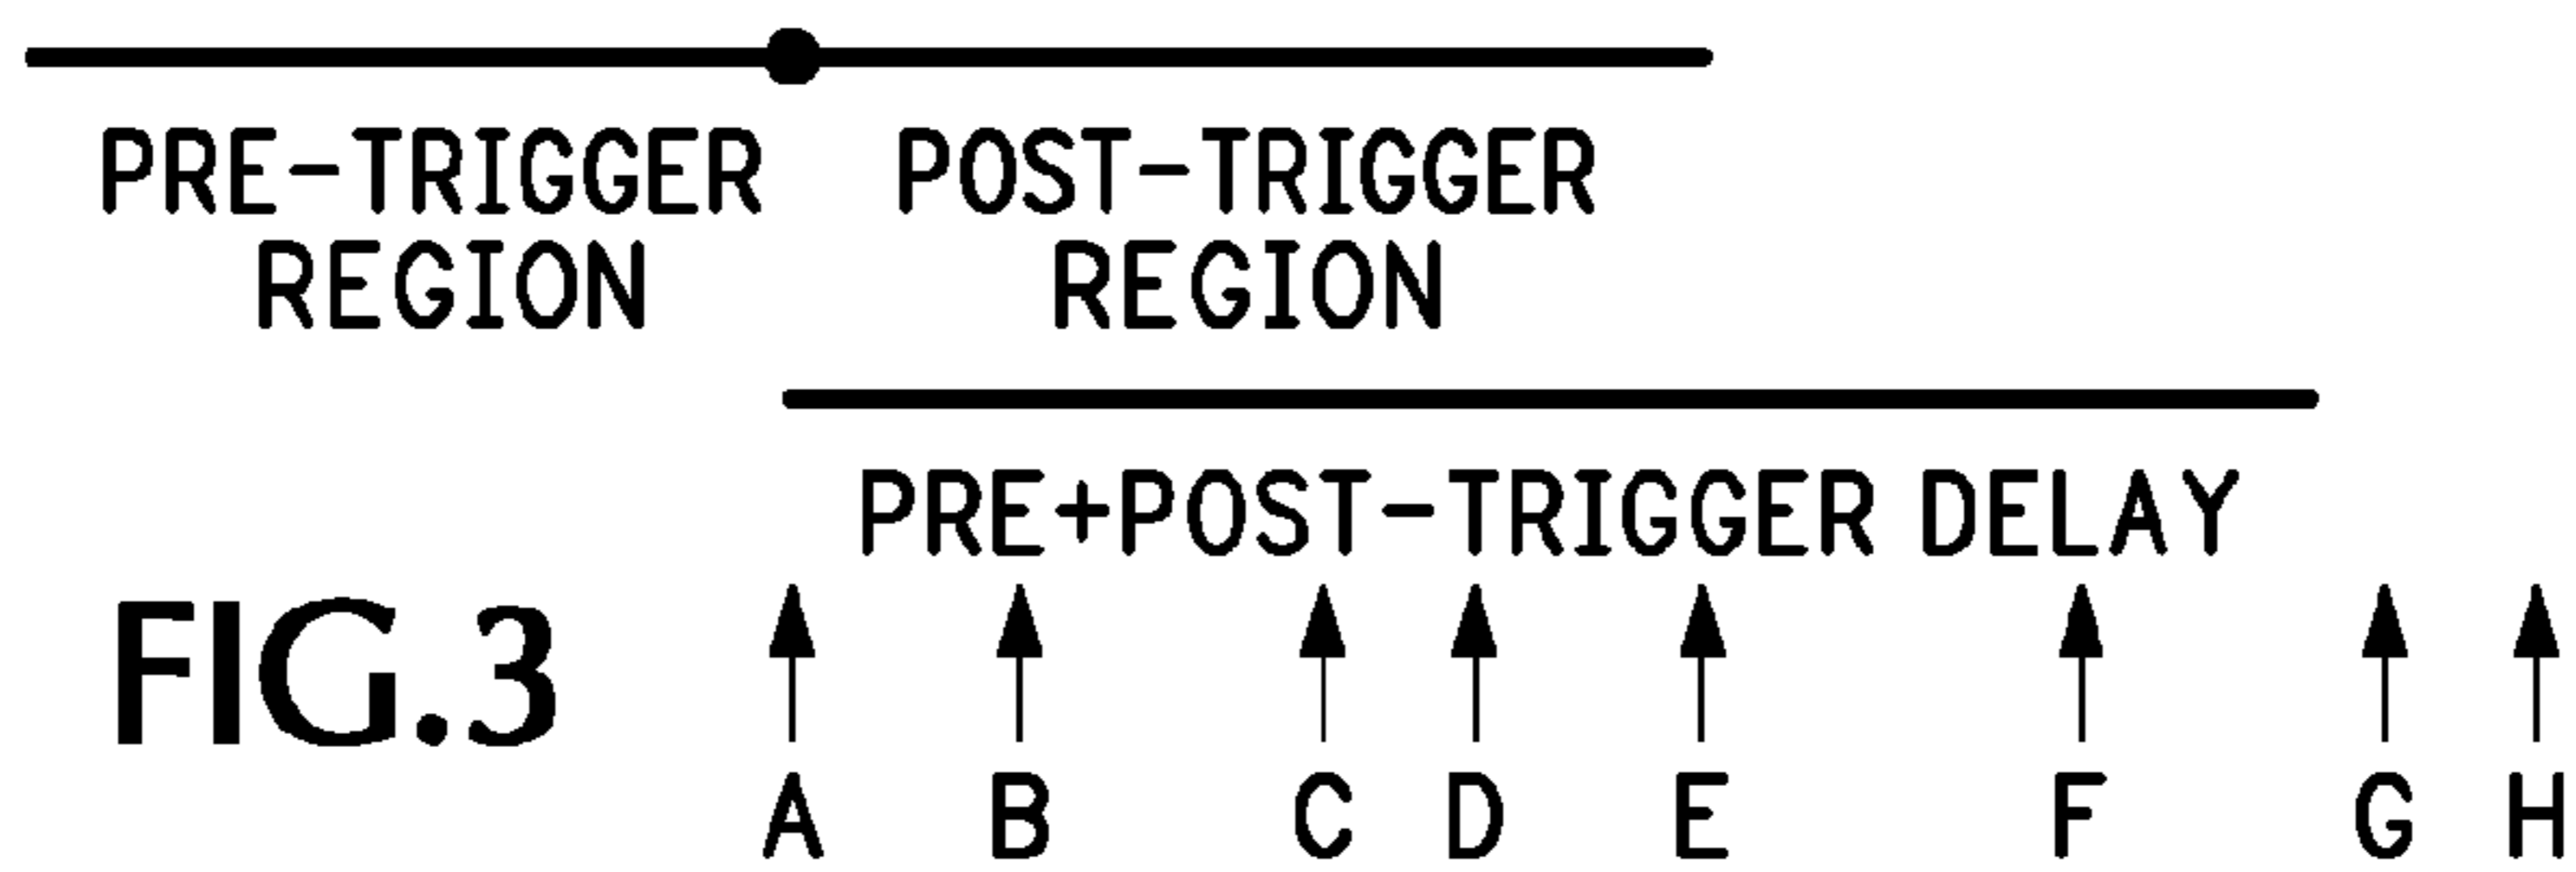 PRE-TRIGGER REGION
POST-TRIGGER REGION
PRE+POST-TRIGGER DELAY
FIG.3
A B C D E F G H